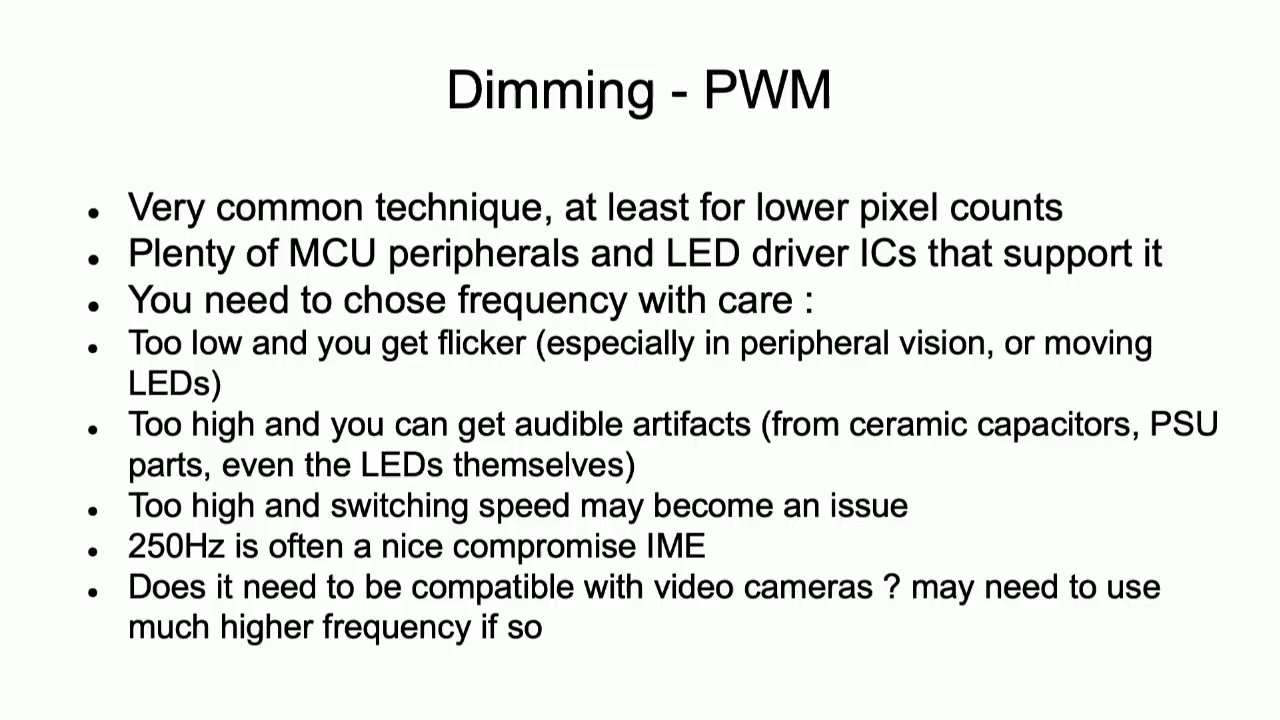 Dimming - PWM
● Very common technique, at least for lower pixel counts
● Plenty of MCU peripherals and LED driver ICs that support it
● You need to chose frequency with care :
● Too low and you get flicker (especially in peripheral vision, or moving
LEDs)
● Too high and you can get audible artifacts (from ceramic capacitors, PSU
parts, even the LEDs themselves)
● Too high and switching speed may become an issue
● 250Hz is often a nice compromise IME
● Does it need to be compatible with video cameras ? may need to use
much higher frequency if so